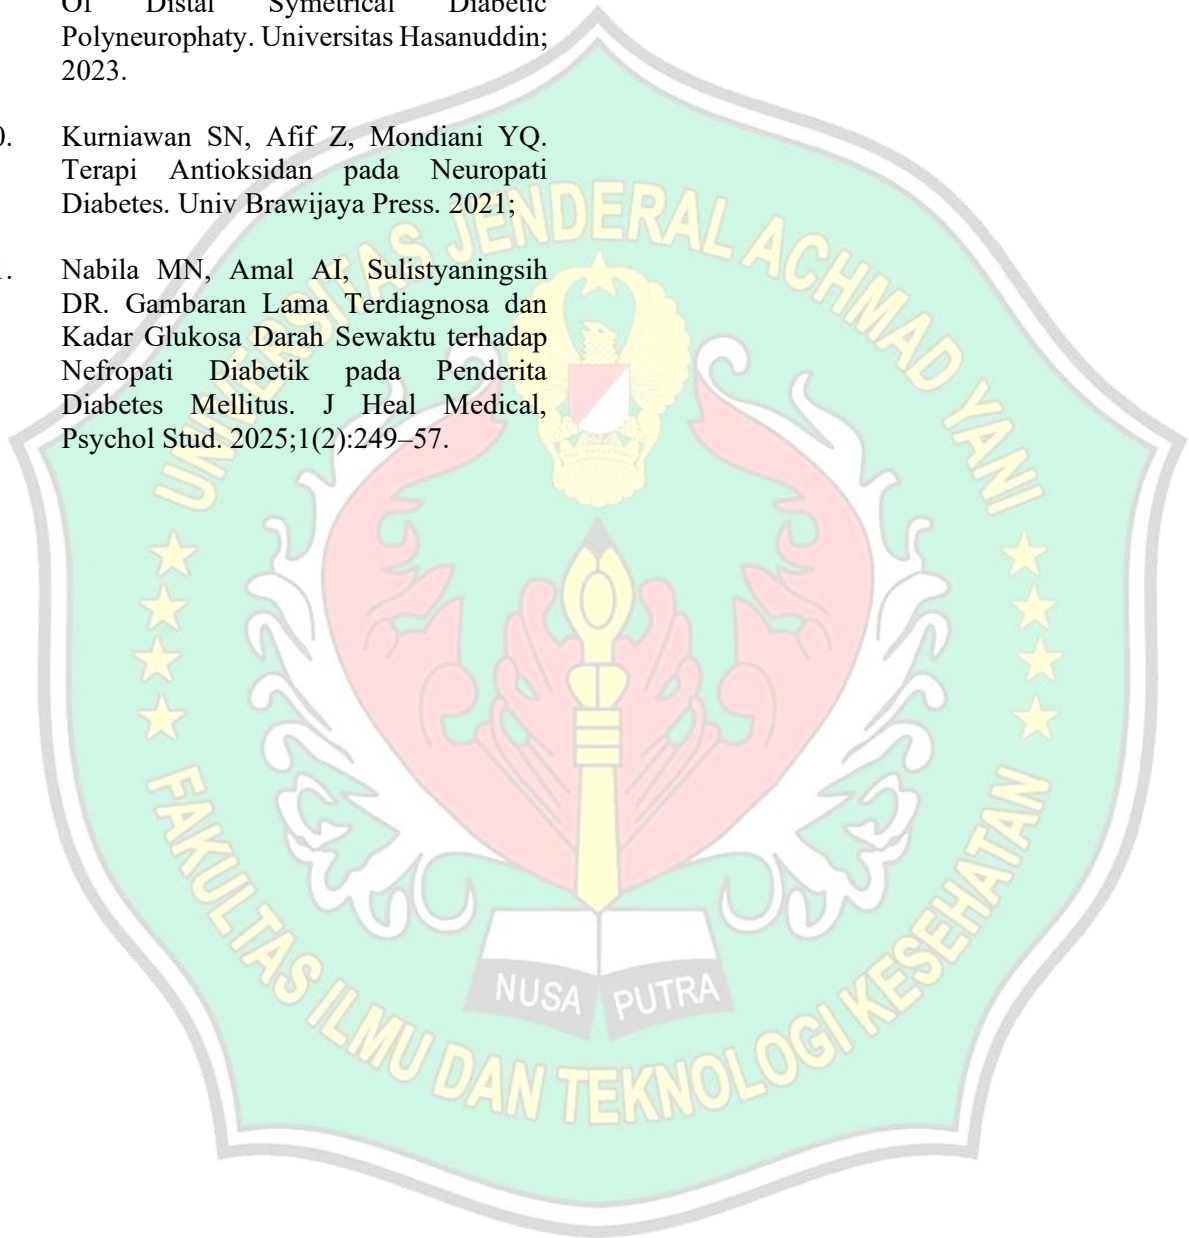 Of Distal Symetrical Diabetic
Polyneurophaty. Universitas Hasanuddin;
2023.
0. Kurniawan SN, Afif Z, Mondiani YQ.
Terapi Antioksidan pada Neuropati
Diabetes. Univ Brawijaya Press. 2021;
1. Nabila MN, Amal AI, Sulistyaningsih
DR. Gambaran Lama Terdiagnosa dan
Kadar Glukosa Darah Sewaktu terhadap
Nefropati Diabetik pada Penderita
Diabetes Mellitus. J Heal Medical,
Psychol Stud. 2025;1(2):249–57.
UNIVERSITAS JENDERAL ACHMAD YANI
NUSA PUTRA
FAKULTAS ILMU DAN TEKNOLOGI KESEHATAN